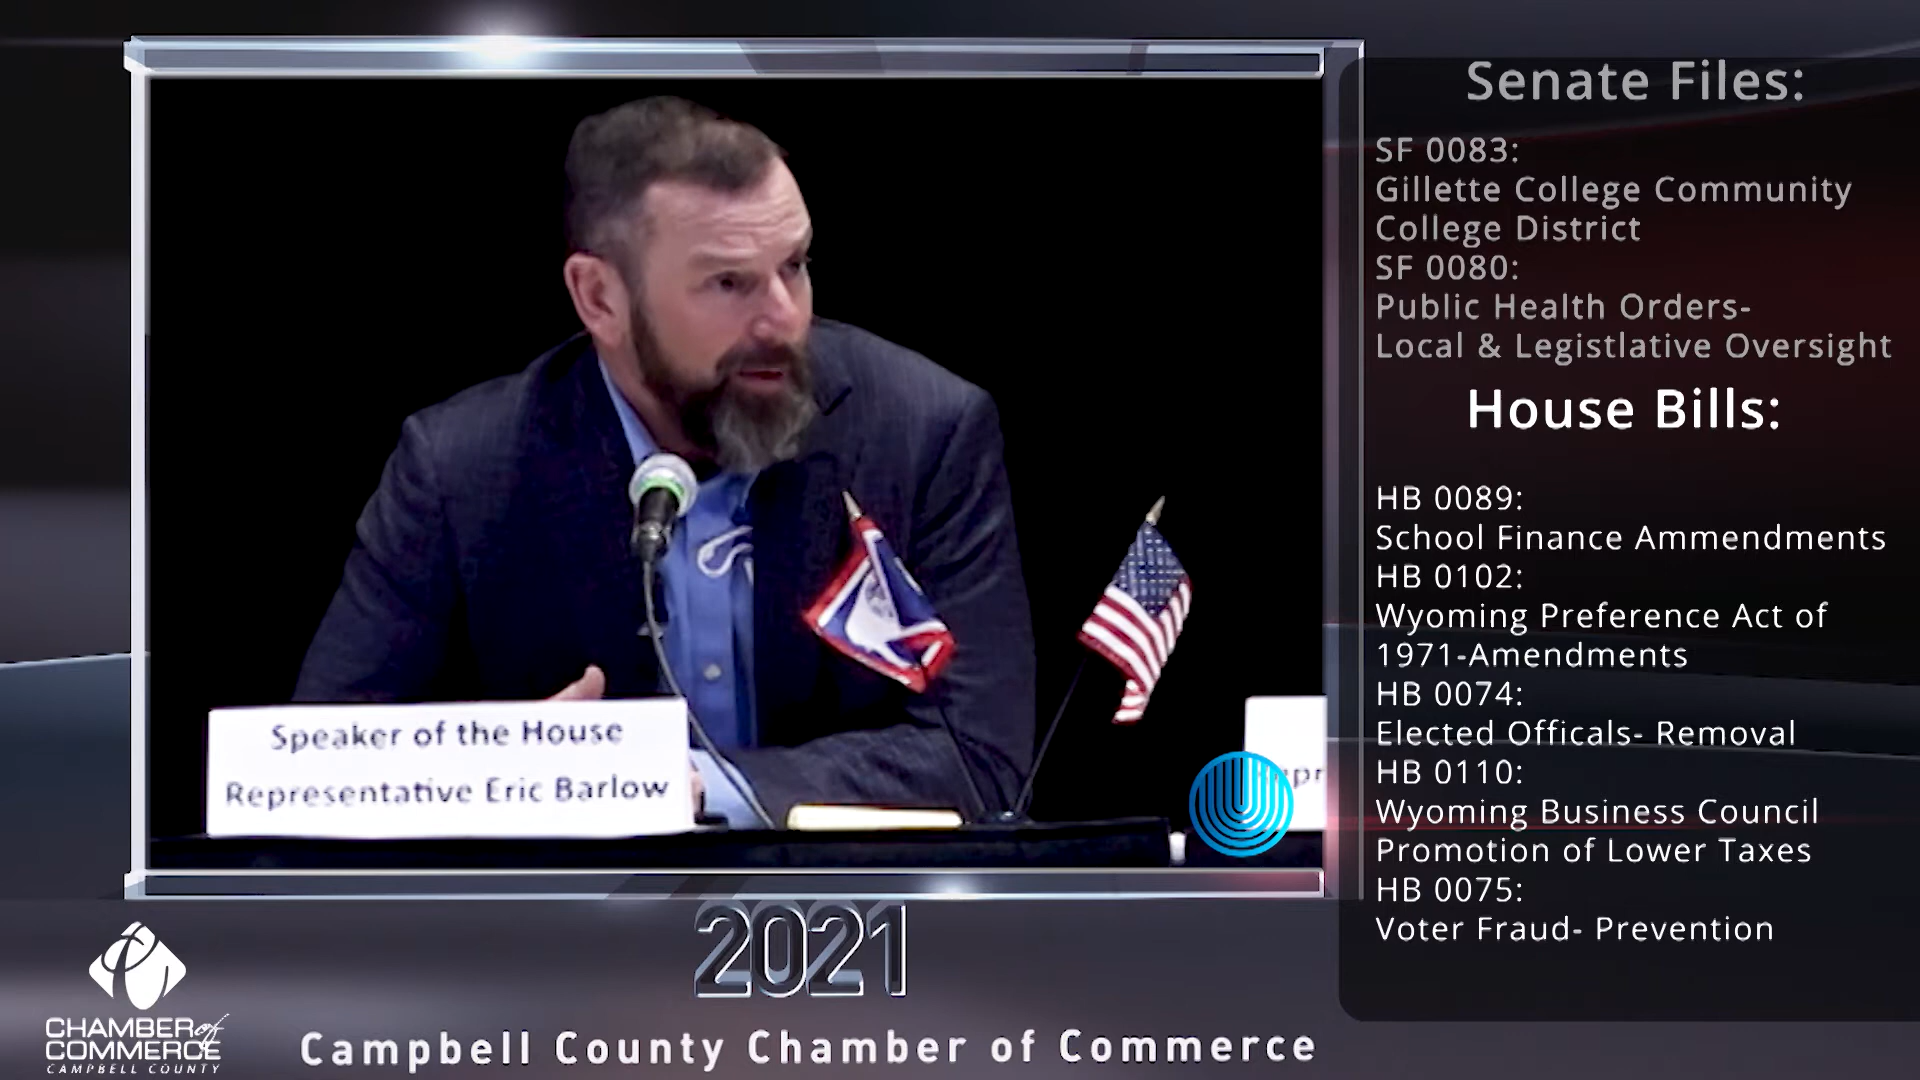 Senate Files:
SF 0083:
Gillette College Community
College District
SF 0080:
Public Health Orders-
Local & Legistlative Oversight
House Bills:
HB 0089:
School Finance Ammendments
HB 0102:
Wyoming Preference Act of
1971-Amendments
HB 0074:
Elected Officals- Removal
HB 0110:
Wyoming Business Council
Promotion of Lower Taxes
HB 0075:
Voter Fraud- Prevention
Speaker of the House
Representative Eric Barlow
2021
Campbell County Chamber of Commerce
CHAMBER of
COMMERCE
CAMPBELL COUNTY